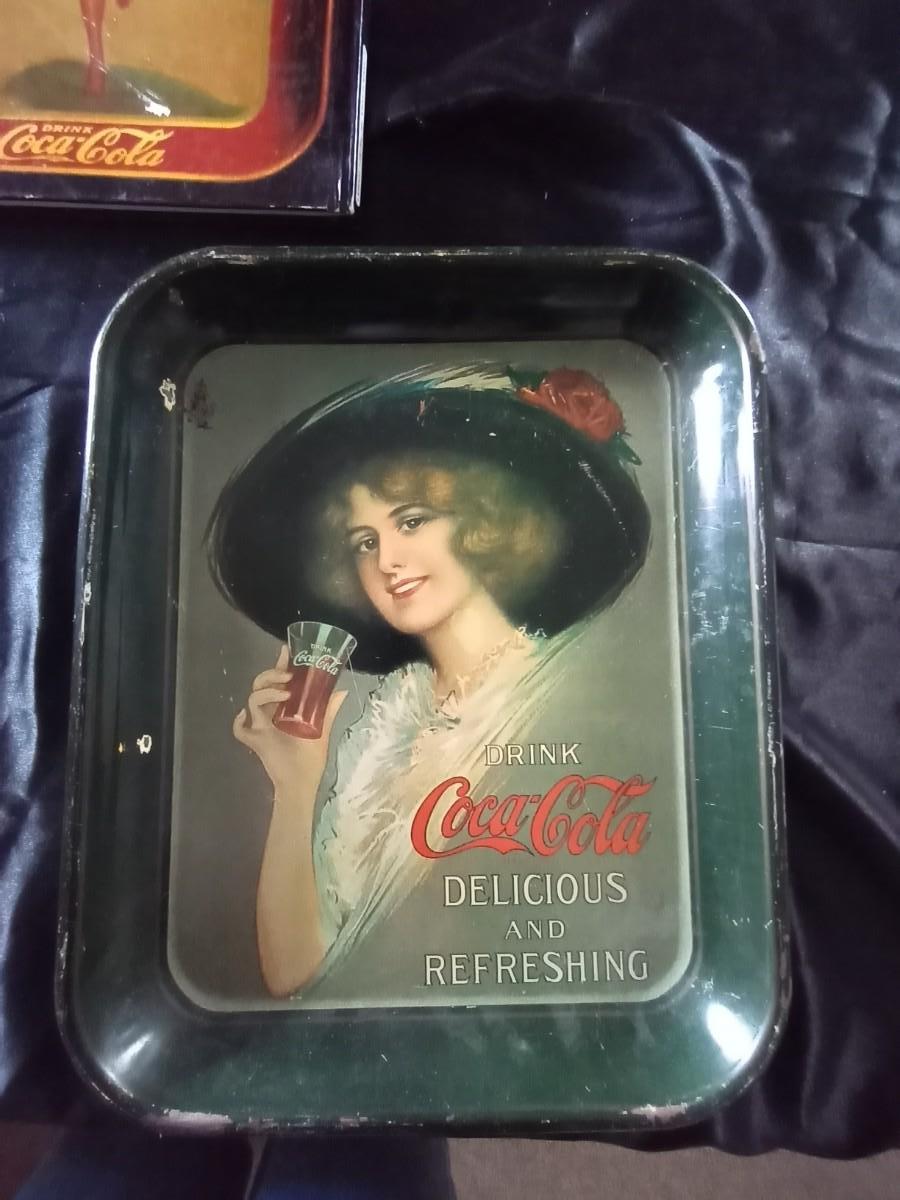 DRINK
Coca-Cola
DRINK
Coca-Cola
DRINK
Coca-Cola
DELICIOUS
AND
REFRESHING